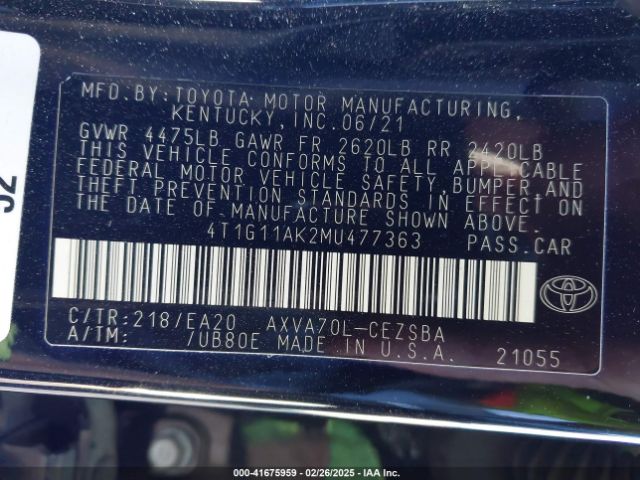 MFD.BY:TOYOTA MOTOR MANUFACTURING,
KENTUCKY, INC.06/21
GVWR 4475LB GAWR FR 2620LB RR 2420LB
THIS VEHICLE CONFORMS TO ALL APPLICABLE
FEDERAL MOTOR VEHICLE SAFETY,BUMPER AND
THEFT PREVENTION STANDARDS IN EFFECT ON
THE DATE OF MANUFACTURE SHOWN ABOVE.
4T1G11AK2MU477363 PASS.CAR
C/TR:218/EA20 AXVA70L-CEZSBA
A/TM: /UB80E MADE IN U.S.A. 21055
TOYOTA
000-41675959 | 02/26/2025 | IAA Inc.